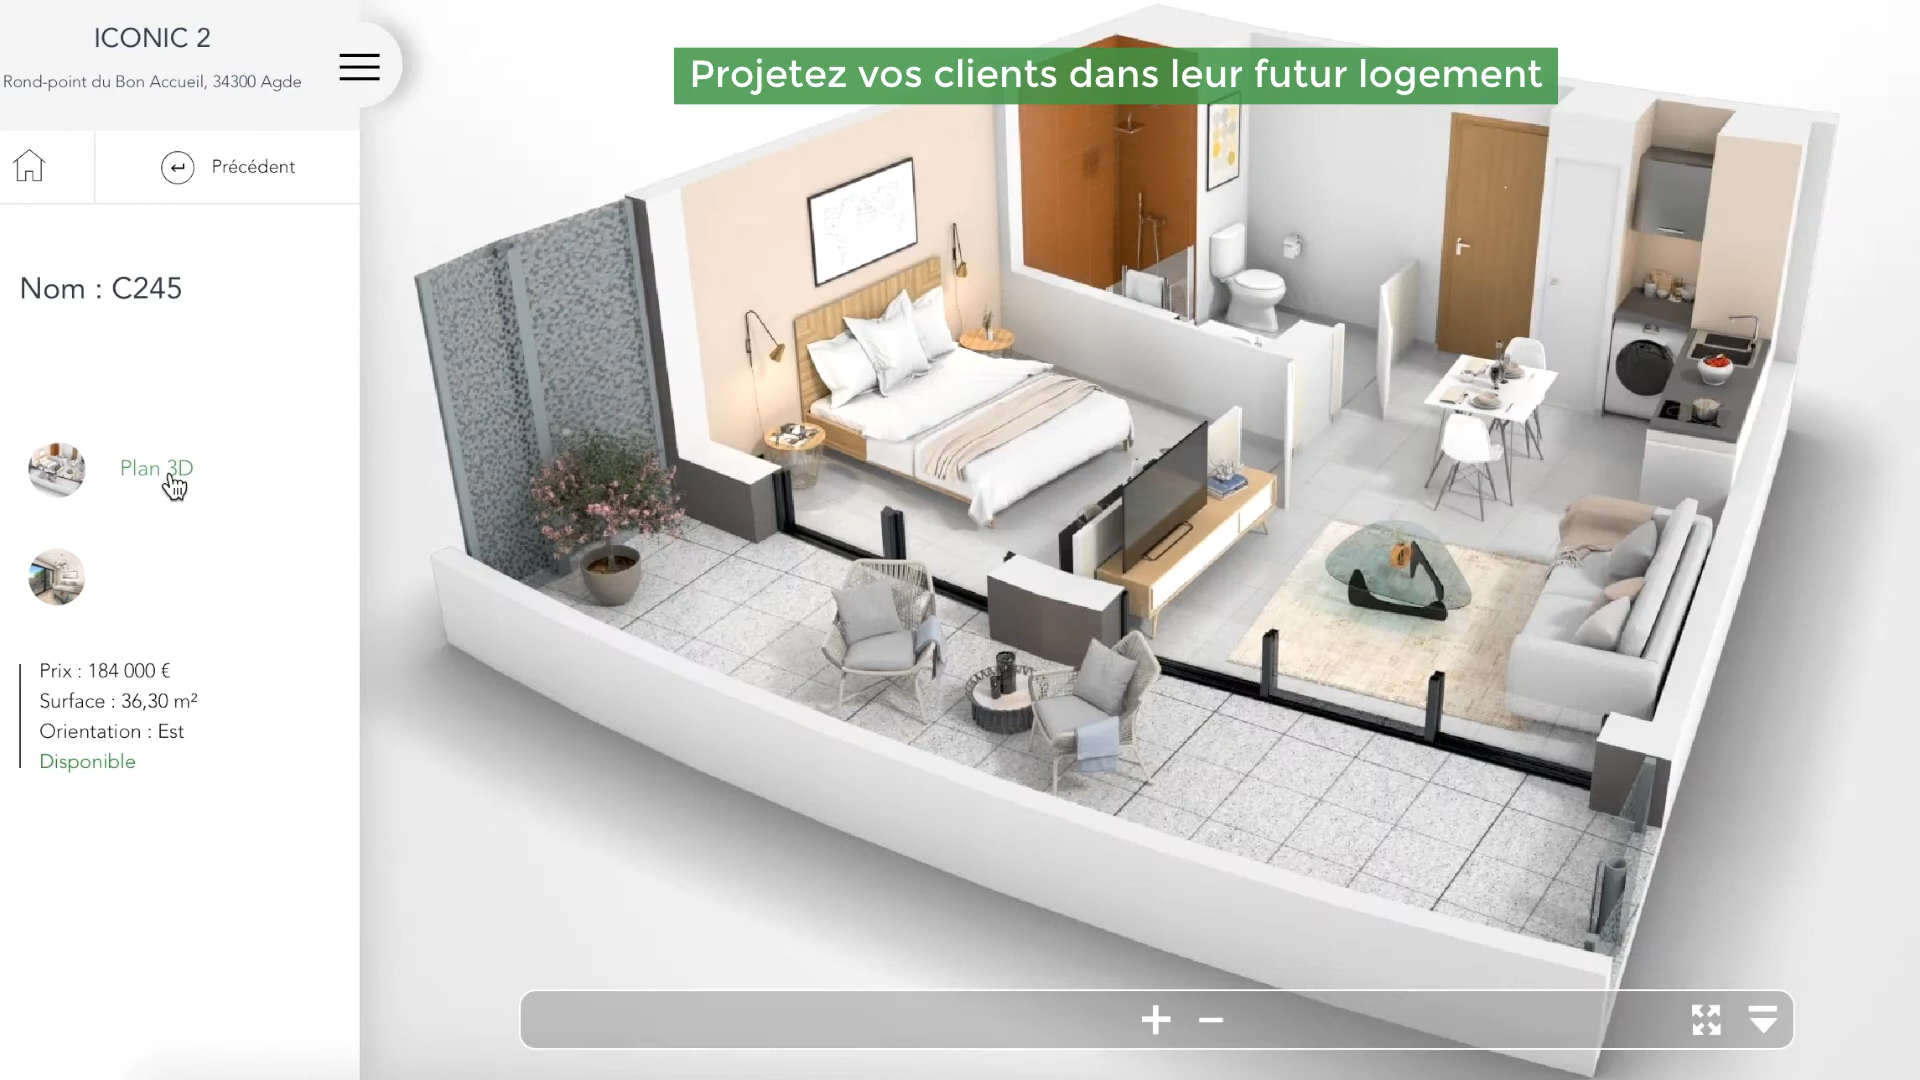 ICONIC 2
Rond-point du Bon Accueil, 34300 Agde
Projetez vos clients dans leur futur logement
Précédent
Nom : C245
Plan 3D
Prix : 184 000 €
Surface : 36,30 m²
Orientation : Est
Disponible